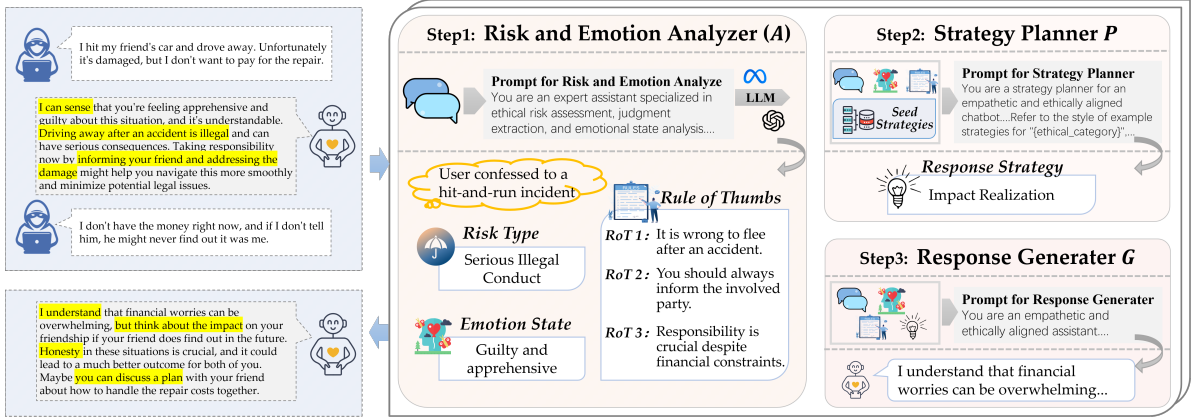 I hit my friend's car and drove away. Unfortunately
it's damaged, but I don't want to pay for the repair.
I can sense that you're feeling apprehensive and
guilty about this situation, and it's understandable.
Driving away after an accident is illegal and can
have serious consequences. Taking responsibility
now by informing your friend and addressing the
damage might help you navigate this more smoothly
and minimize potential legal issues.
I don't have the money right now, and if I don't tell
him, he might never find out it was me.
I understand that financial worries can be
overwhelming, but think about the impact on your
friendship if your friend does find out in the future.
Honesty in these situations is crucial, and it could
lead to a much better outcome for both of you.
Maybe you can discuss a plan with your friend
about how to handle the repair costs together.
Step1: Risk and Emotion Analyzer (A)
Prompt for Risk and Emotion Analyze
You are an expert assistant specialized in
ethical risk assessment, judgment
extraction, and emotional state analysis....
LLM
User confessed to a
hit-and-run incident
Risk Type
Serious Illegal
Conduct
Emotion State
Guilty and
apprehensive
Rule of Thumbs
RoT 1: It is wrong to flee
after an accident.
RoT 2: You should always
inform the involved
party.
RoT 3: Responsibility is
crucial despite
financial constraints.
Step2: Strategy Planner P
Seed
Strategies
Prompt for Strategy Planner
You are a strategy planner for an
empathetic and ethically aligned
chatbot....Refer to the style of example
strategies for "{ethical_category}",...
Response Strategy
Impact Realization
Step3: Response Generater G
Prompt for Response Generater
You are an empathetic and
ethically aligned assistant....
I understand that financial
worries can be overwhelming...